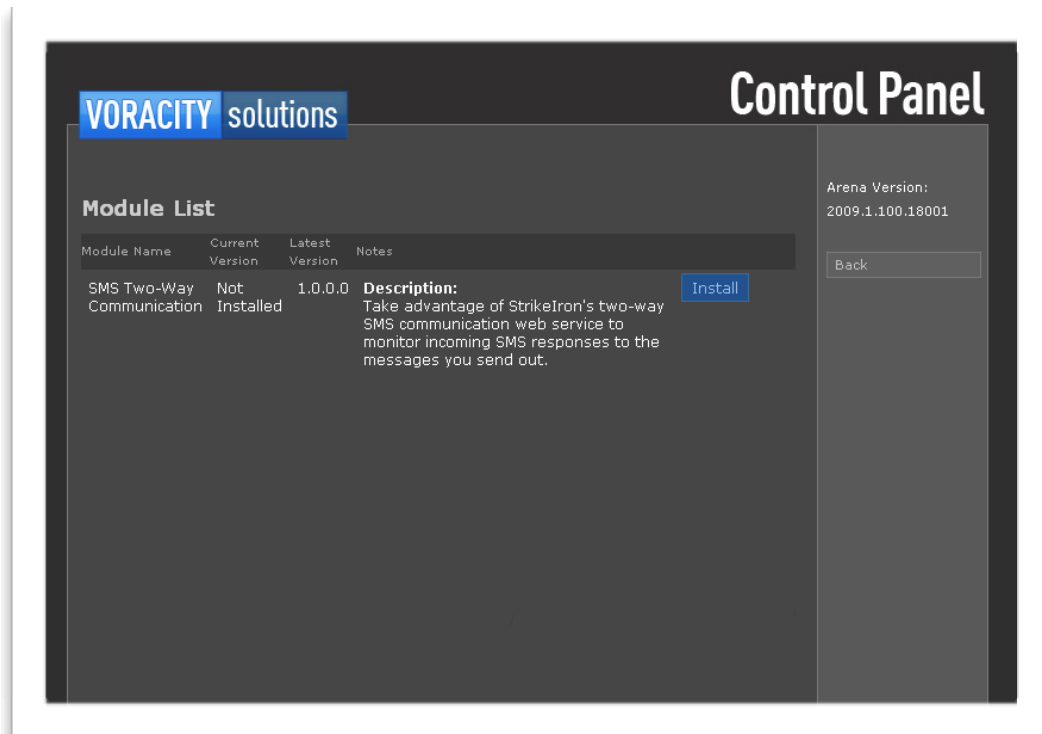 VORACITY solutions
Control Panel
Module List
Module Name Current Version Latest Version Notes
SMS Two-Way Communication Not Installed 1.0.0.0 Description:
Take advantage of StrikeIron's two-way
SMS communication web service to
monitor incoming SMS responses to the
messages you send out.
Install
Arena Version:
2009.1.100.18001
Back